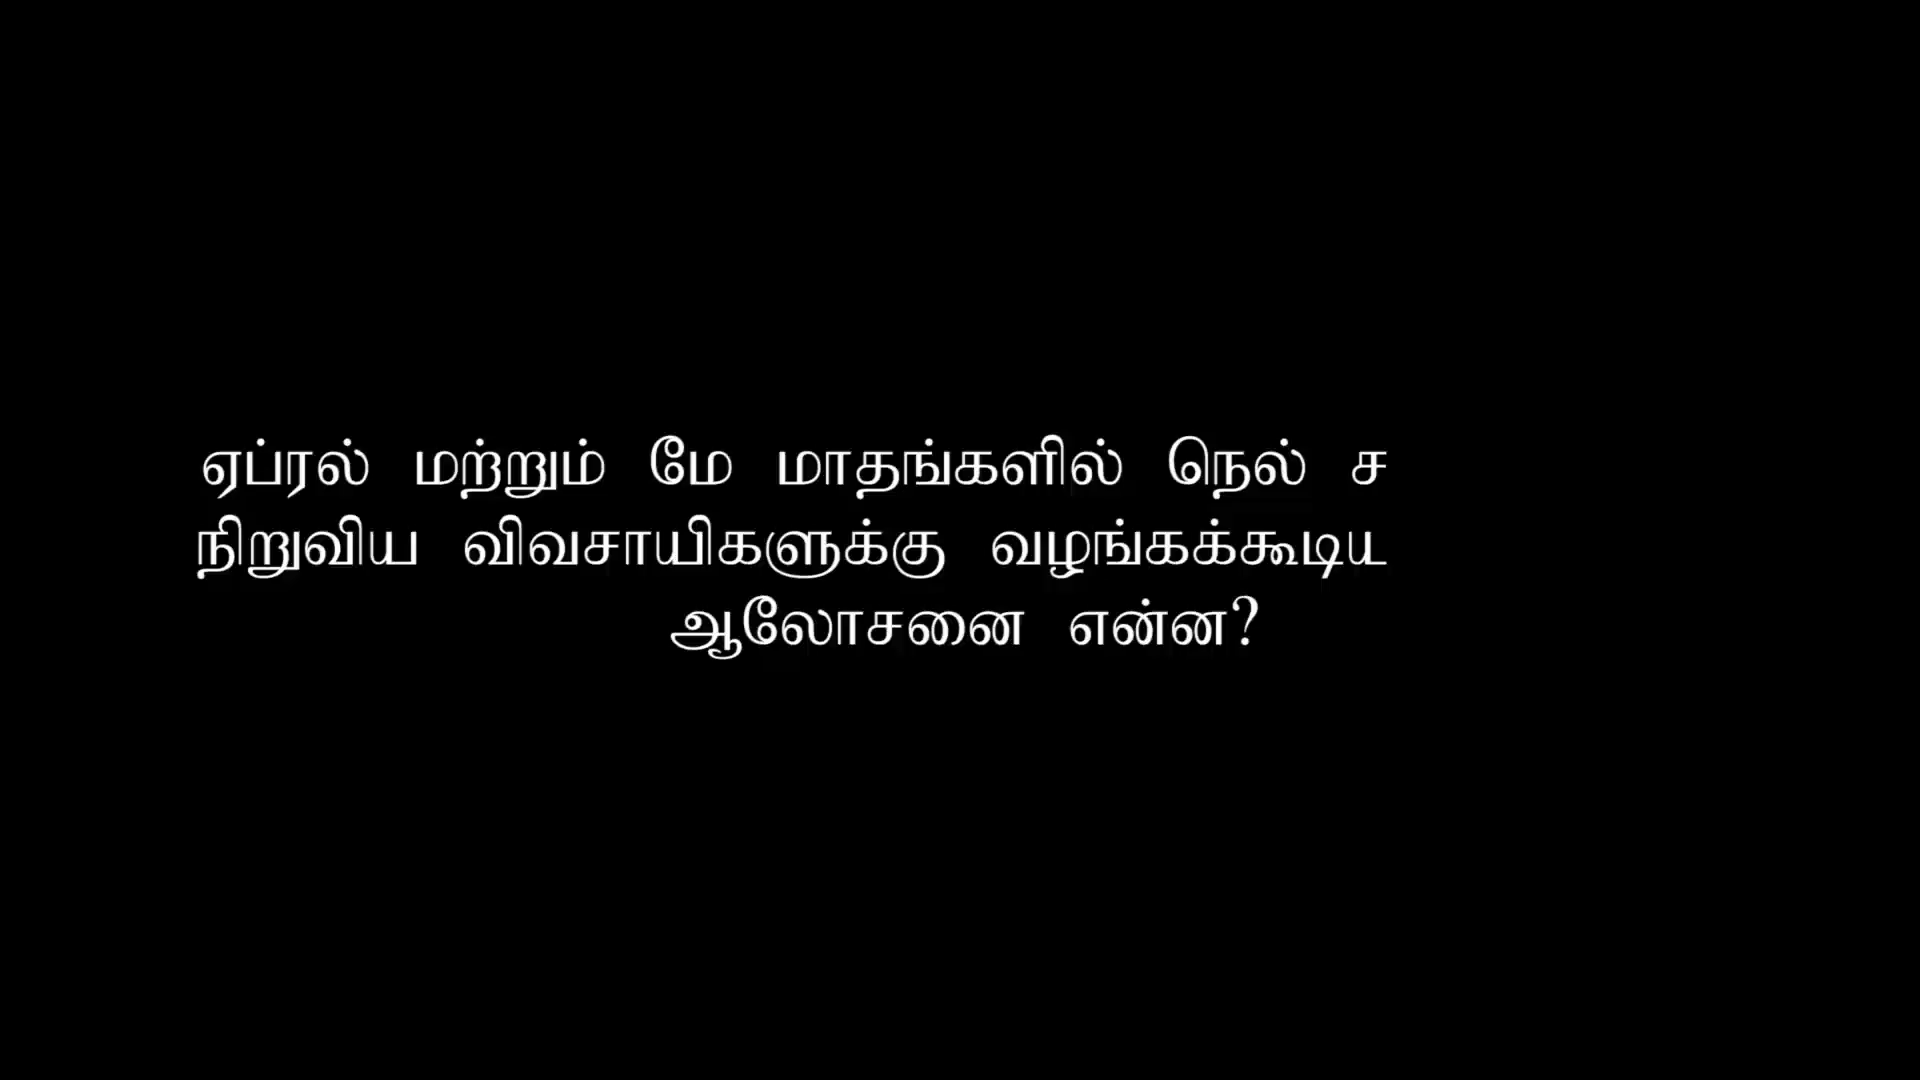 ஏப்ரல் மற்றும் மே மாதங்களில் நெல் ச
நிறுவிய விவசாயிகளுக்கு வழங்கக்கூடிய
ஆலோசனை என்ன?